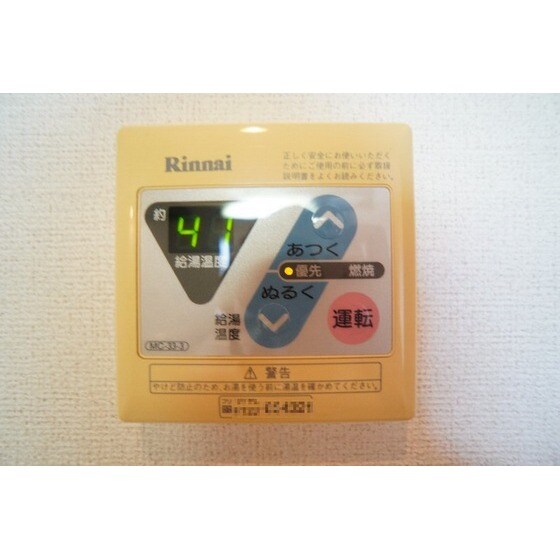 Rinnai
正しく安全にお使いいただく
ためにご使用の前に必ず取扱
説明書をよくお読みください。
約
41
給湯温度
あつく
優先 燃焼
ぬるく
給湯
温度
運転
MC-33-3
⚠警告
やけど防止のため、お湯を使う前に湯温を確かめてください。